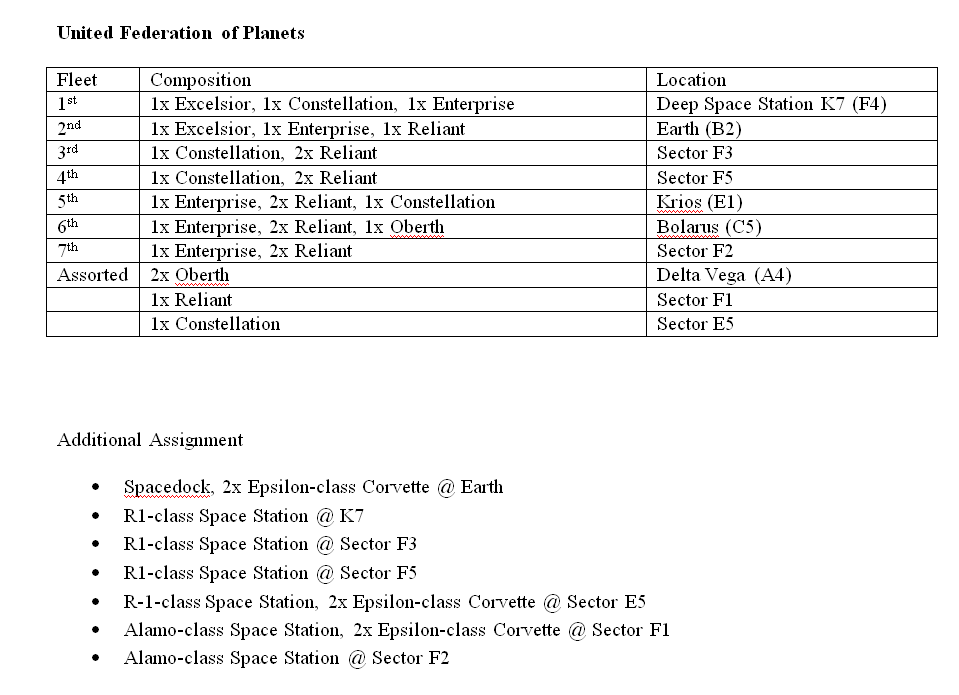 United Federation of Planets
Fleet Composition Location
1st 1x Excelsior, 1x Constellation, 1x Enterprise Deep Space Station K7 (F4)
2nd 1x Excelsior, 1x Enterprise, 1x Reliant Earth (B2)
3rd 1x Constellation, 2x Reliant Sector F3
4th 1x Constellation, 2x Reliant Sector F5
5th 1x Enterprise, 2x Reliant, 1x Constellation Krios (E1)
6th 1x Enterprise, 2x Reliant, 1x Oberth Bolarus (C5)
7th 1x Enterprise, 2x Reliant Sector F2
Assorted 2x Oberth Delta Vega (A4)
1x Reliant Sector F1
1x Constellation Sector E5
Additional Assignment
• Spacedock, 2x Epsilon-class Corvette @ Earth
• R1-class Space Station @ K7
• R1-class Space Station @ Sector F3
• R1-class Space Station @ Sector F5
• R-1-class Space Station, 2x Epsilon-class Corvette @ Sector E5
• Alamo-class Space Station, 2x Epsilon-class Corvette @ Sector F1
• Alamo-class Space Station @ Sector F2